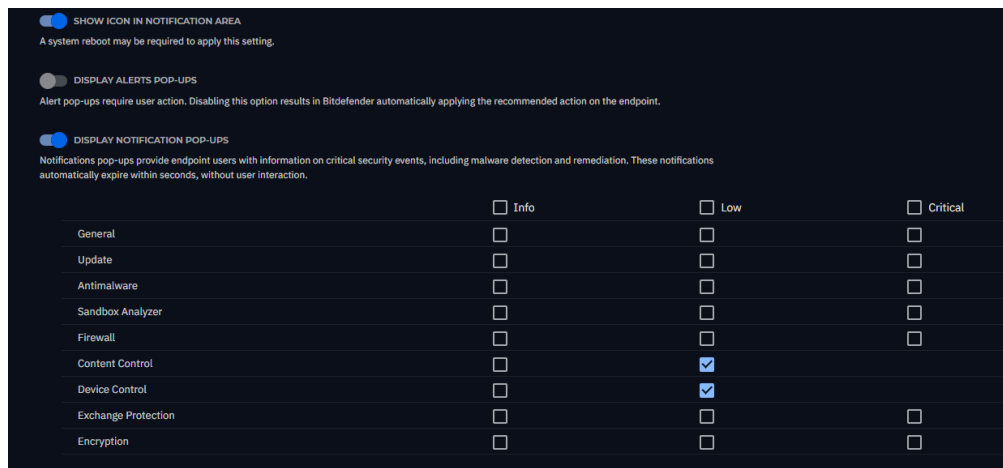 SHOW ICON IN NOTIFICATION AREA
A system reboot may be required to apply this setting.
DISPLAY ALERTS POP-UPS
Alert pop-ups require user action. Disabling this option results in Bitdefender automatically applying the recommended action on the endpoint.
DISPLAY NOTIFICATION POP-UPS
Notifications pop-ups provide endpoint users with information on critical security events, including malware detection and remediation. These notifications
automatically expire within seconds, without user interaction.
Info Low Critical
General
Update
Antimalware
Sandbox Analyzer
Firewall
Content Control
Device Control
Exchange Protection
Encryption